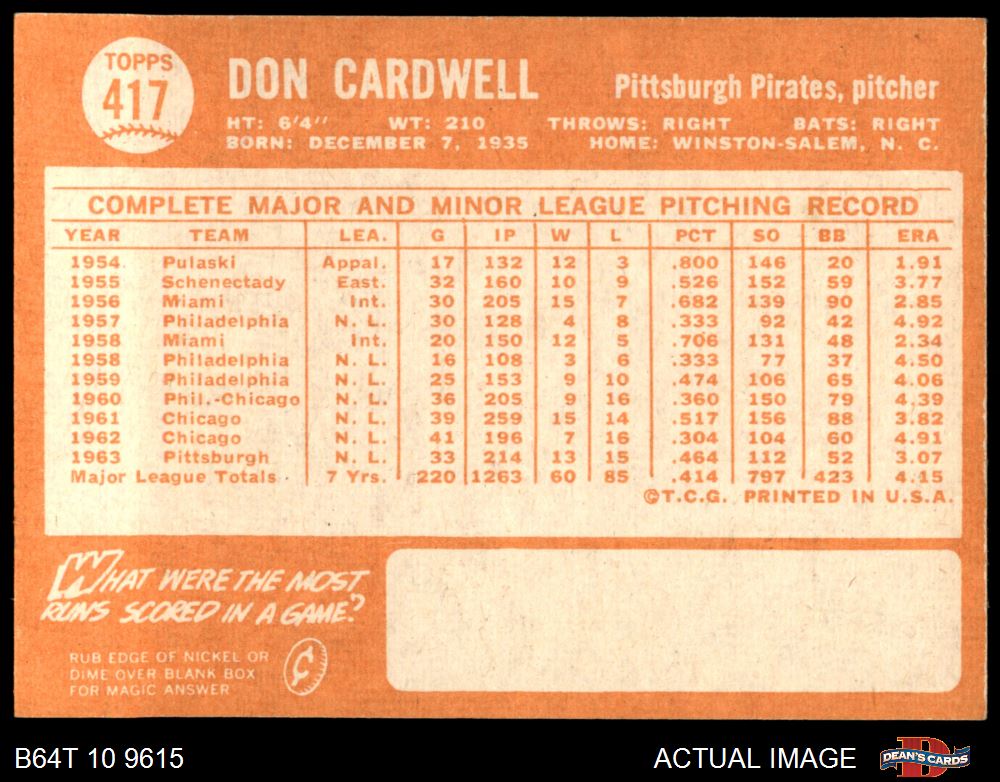 TOPPS
417
DON CARDWELL
Pittsburgh Pirates, pitcher
HT: 6'4" WT: 210 THROWS: RIGHT BATS: RIGHT
BORN: DECEMBER 7, 1935 HOME: WINSTON-SALEM, N. C.
COMPLETE MAJOR AND MINOR LEAGUE PITCHING RECORD
YEAR TEAM LEA. G IP W L PCT SO BB ERA
1954 Pulaski Appal. 17 132 12 3 .800 146 20 1.91
1955 Schenectady East. 32 160 10 9 .526 152 59 3.77
1956 Miami Int. 30 205 15 7 .682 139 90 2.85
1957 Philadelphia N. L. 30 128 4 8 .333 92 42 4.92
1958 Miami Int. 20 150 12 5 .706 131 48 2.34
1958 Philadelphia N. L. 16 108 3 6 .333 77 37 4.50
1959 Philadelphia N. L. 25 153 9 10 .474 106 65 4.06
1960 Phil.-Chicago N. L. 36 205 9 16 .360 150 79 4.39
1961 Chicago N. L. 39 259 15 14 .517 156 88 3.82
1962 Chicago N. L. 41 196 7 16 .304 104 60 4.91
1963 Pittsburgh N. L. 33 214 13 15 .464 112 52 3.07
Major League Totals 7 Yrs. 220 1263 60 85 .414 797 423 4.15
©T.C.G. PRINTED IN U.S.A.
WHAT WERE THE MOST
RUNS SCORED IN A GAME?
RUB EDGE OF NICKEL OR
DIME OVER BLANK BOX
FOR MAGIC ANSWER
¢
B64T 10 9615 ACTUAL IMAGE DEAN'S CARDS